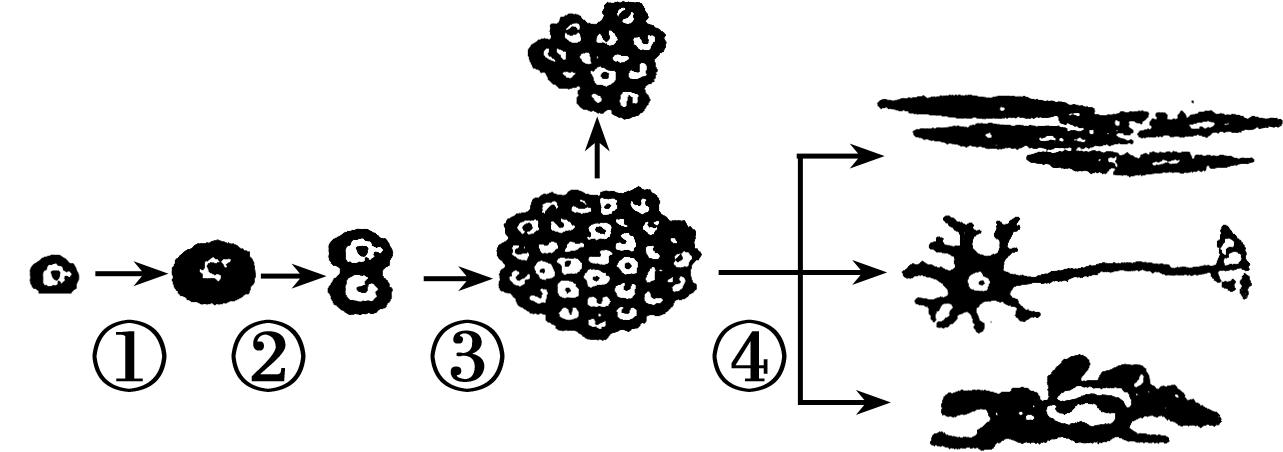 ① ② ③ ④